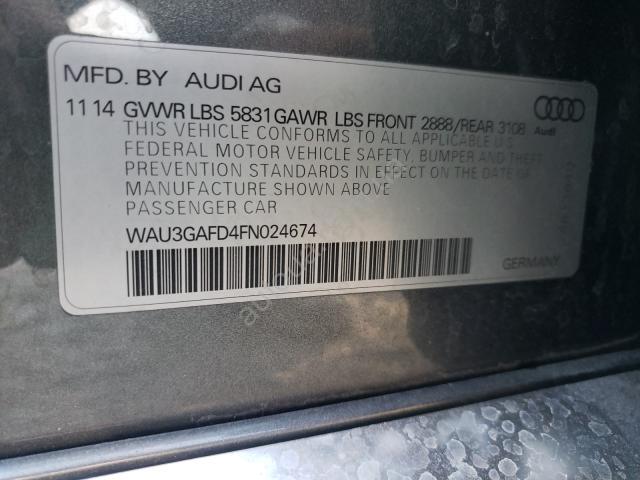 MFD. BY AUDI AG
11 14 GVWR LBS 5831 GAWR LBS FRONT 2888/REAR 3108
Audi
THIS VEHICLE CONFORMS TO ALL APPLICABLE U.S.
FEDERAL MOTOR VEHICLE SAFETY, BUMPER AND THEFT
PREVENTION STANDARDS IN EFFECT ON THE DATE OF
MANUFACTURE SHOWN ABOVE
PASSENGER CAR
WAU3GAFD4FN024674
GERMANY